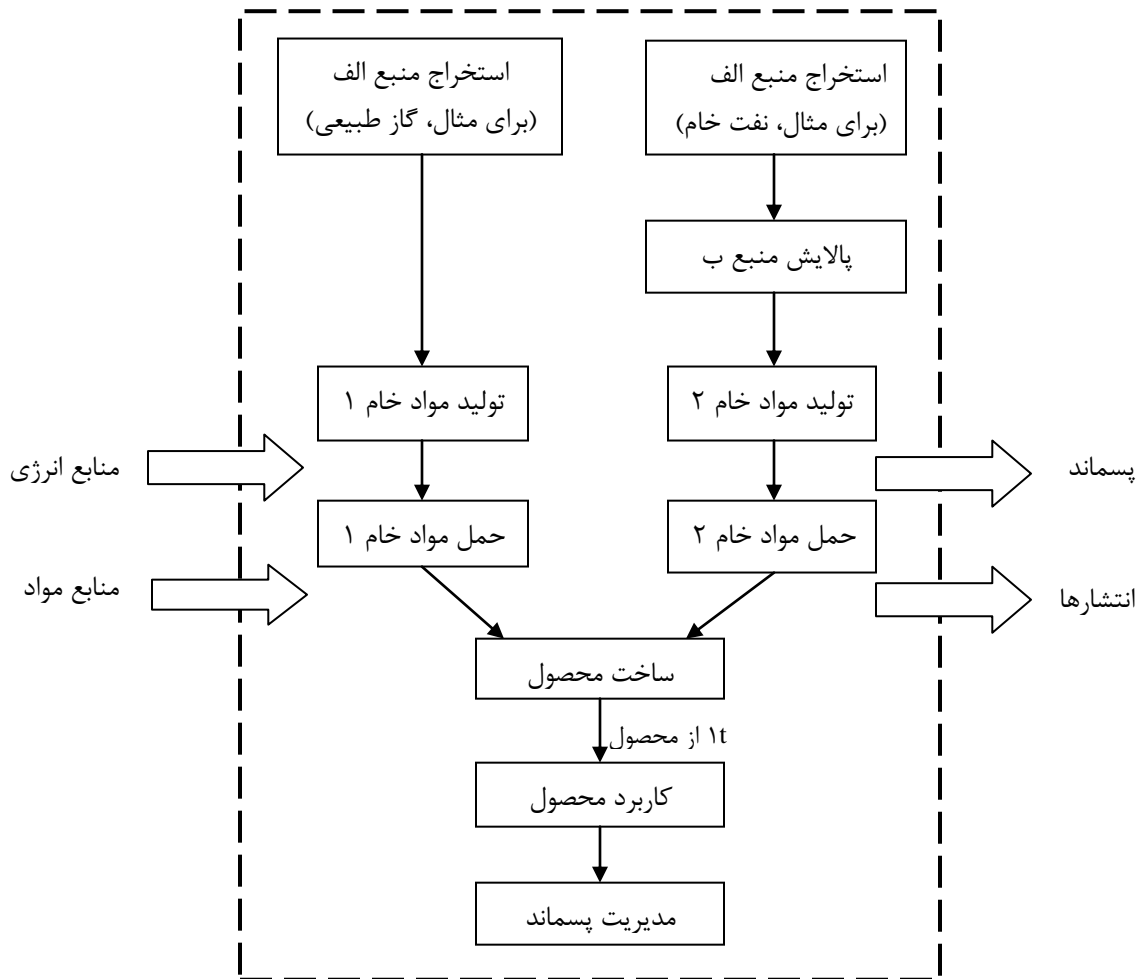 استخراج منبع الف
(برای مثال، نفت خام)
استخراج منبع الف
(برای مثال، گاز طبیعی)
پالایش منبع ب
تولید مواد خام ۲
تولید مواد خام ۱
پسماند
منابع انرژی
حمل مواد خام ۲
حمل مواد خام ۱
انتشارها
منابع مواد
ساخت محصول
۱t از محصول
کاربرد محصول
مدیریت پسماند